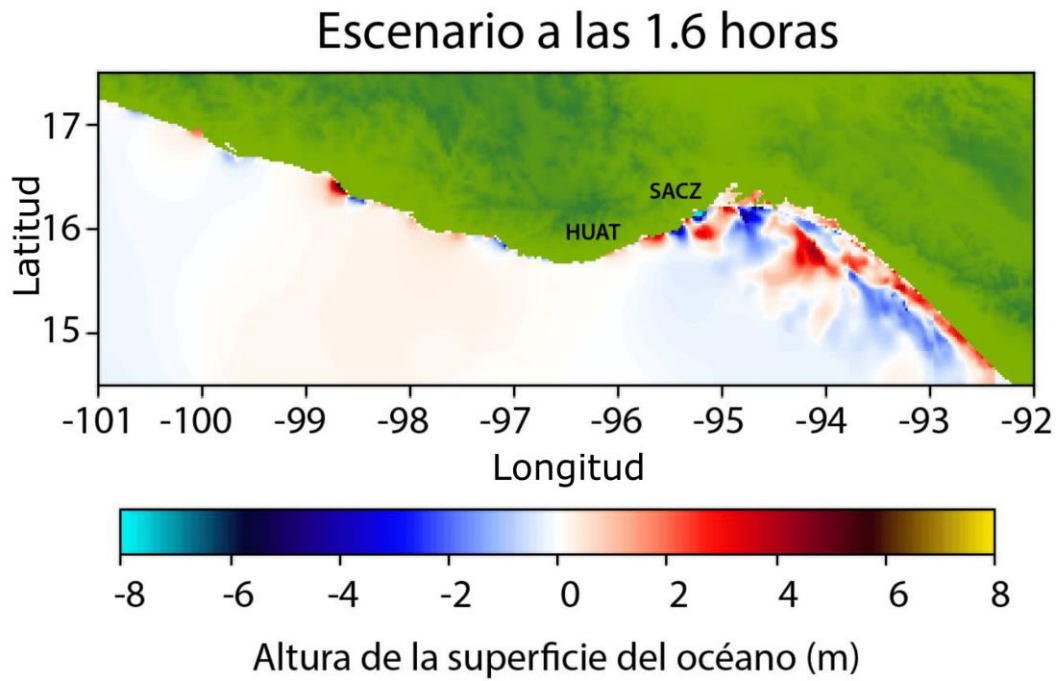 Escenario a las 1.6 horas
Latitud
17
16
15
SACZ
HUAT
-101 -100 -99 -98 -97 -96 -95 -94 -93 -92
Longitud
-8 -6 -4 -2 0 2 4 6 8
Altura de la superficie del océano (m)